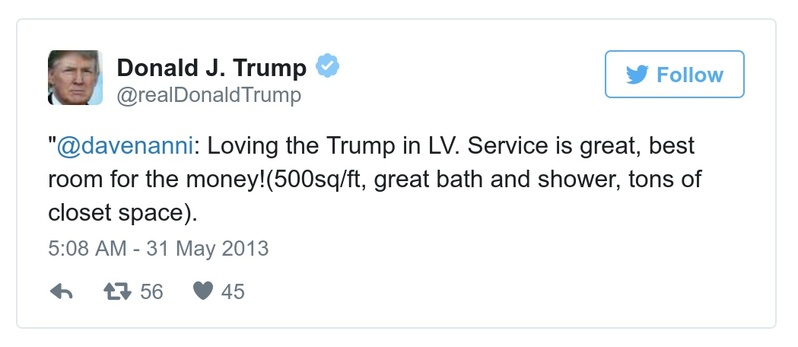 Donald J. Trump
@realDonaldTrump
Follow
"@davenanni: Loving the Trump in LV. Service is great, best
room for the money!(500sq/ft, great bath and shower, tons of
closet space).
5:08 AM - 31 May 2013
56
45